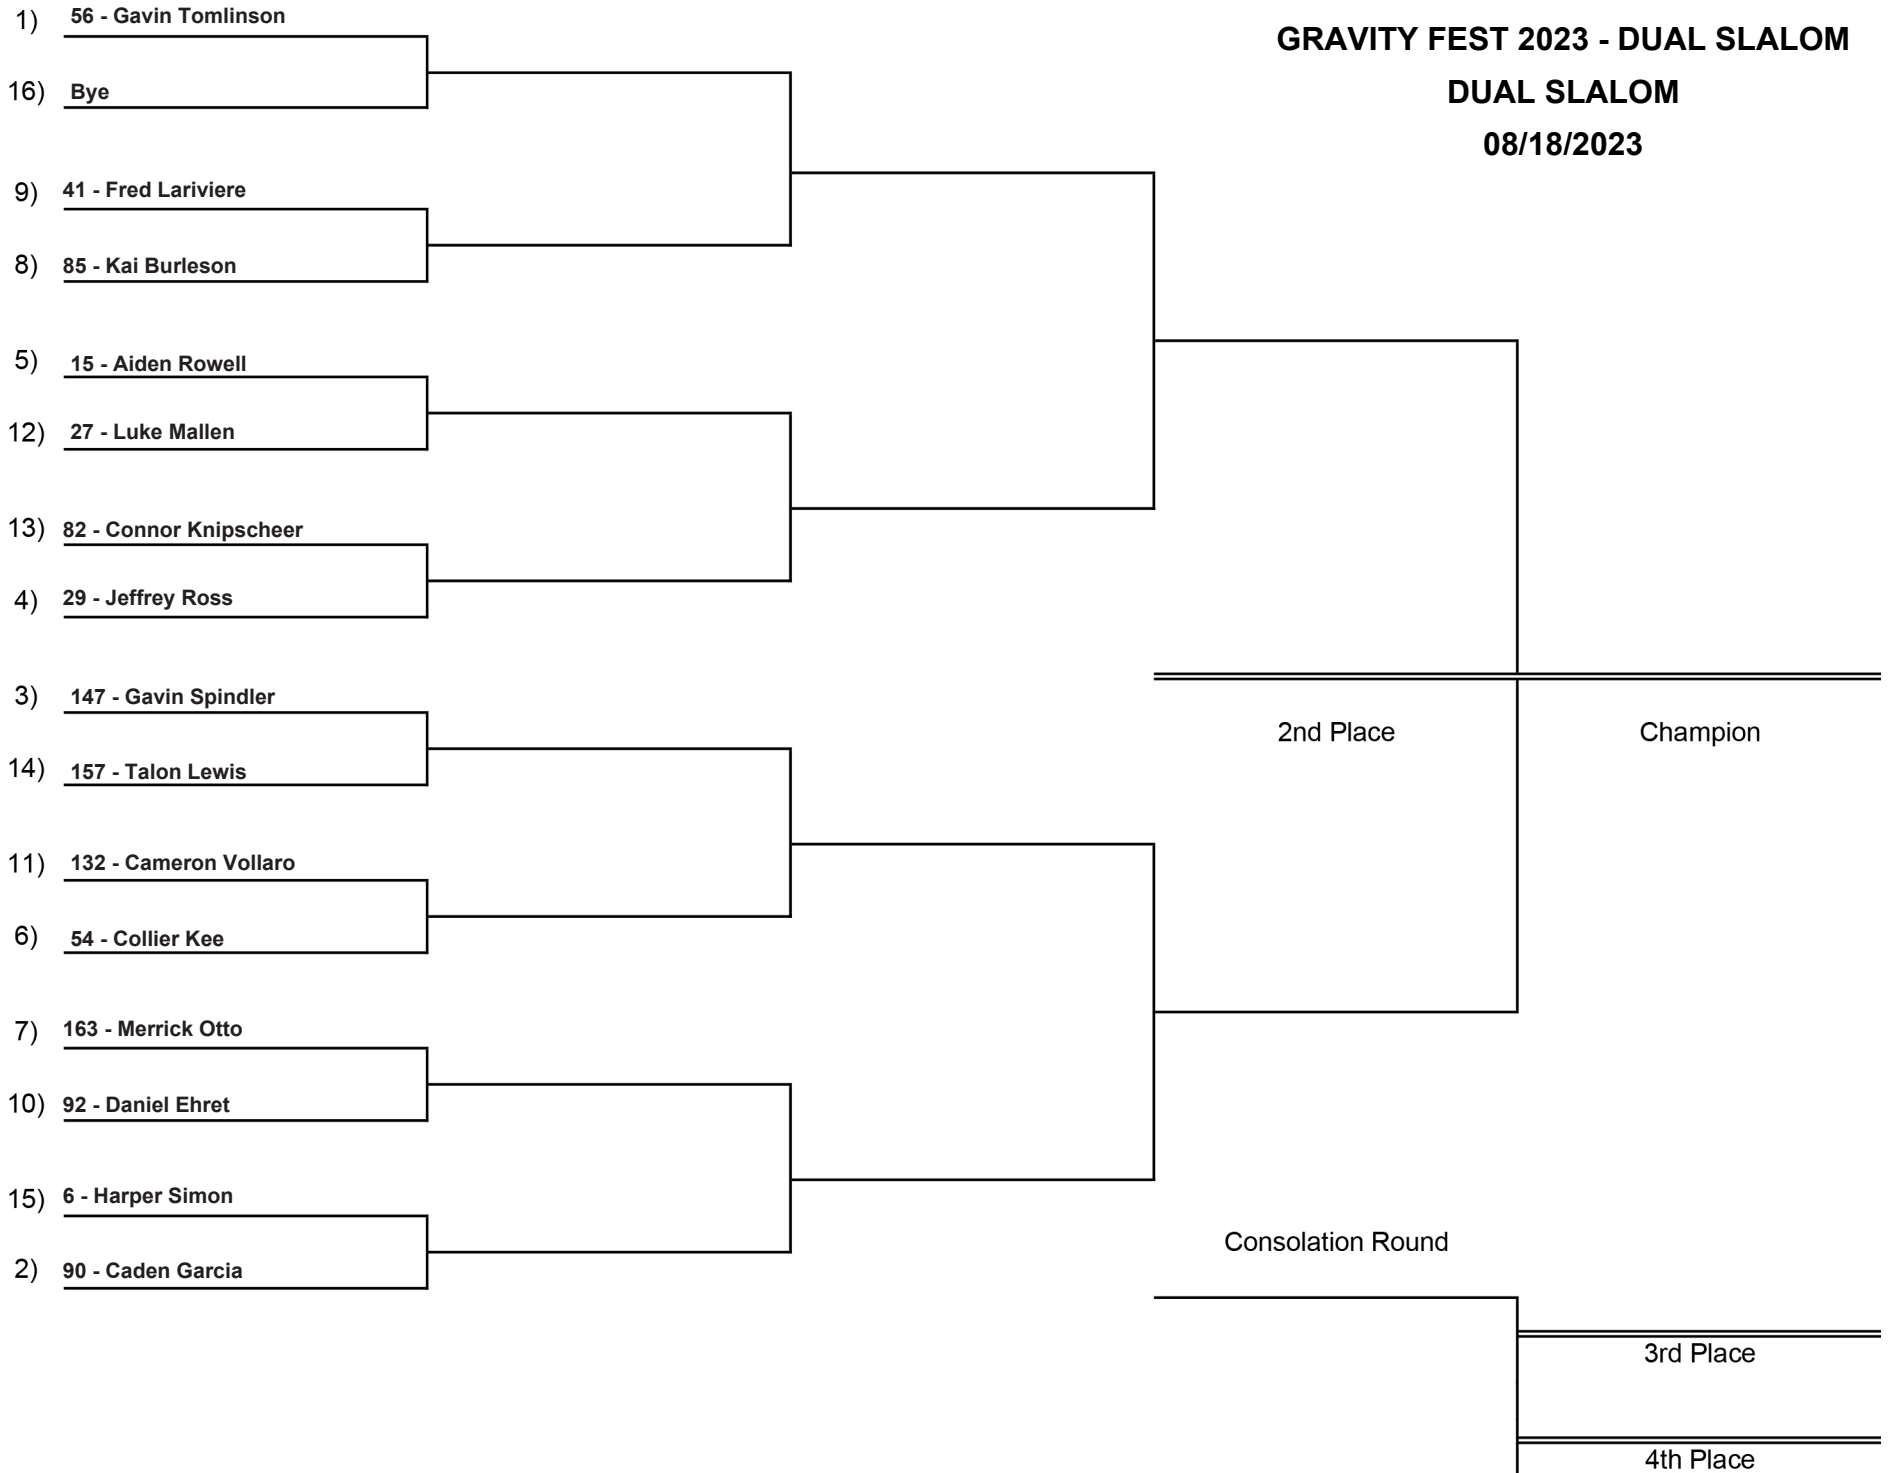 GRAVITY FEST 2023 - DUAL SLALOM
DUAL SLALOM
08/18/2023
1) 56 - Gavin Tomlinson
16) Bye
9) 41 - Fred Lariviere
8) 85 - Kai Burleson
5) 15 - Aiden Rowell
12) 27 - Luke Mallen
13) 82 - Connor Knipscheer
4) 29 - Jeffrey Ross
3) 147 - Gavin Spindler
14) 157 - Talon Lewis
11) 132 - Cameron Vollaro
6) 54 - Collier Kee
7) 163 - Merrick Otto
10) 92 - Daniel Ehret
15) 6 - Harper Simon
2) 90 - Caden Garcia
2nd Place
Champion
Consolation Round
3rd Place
4th Place